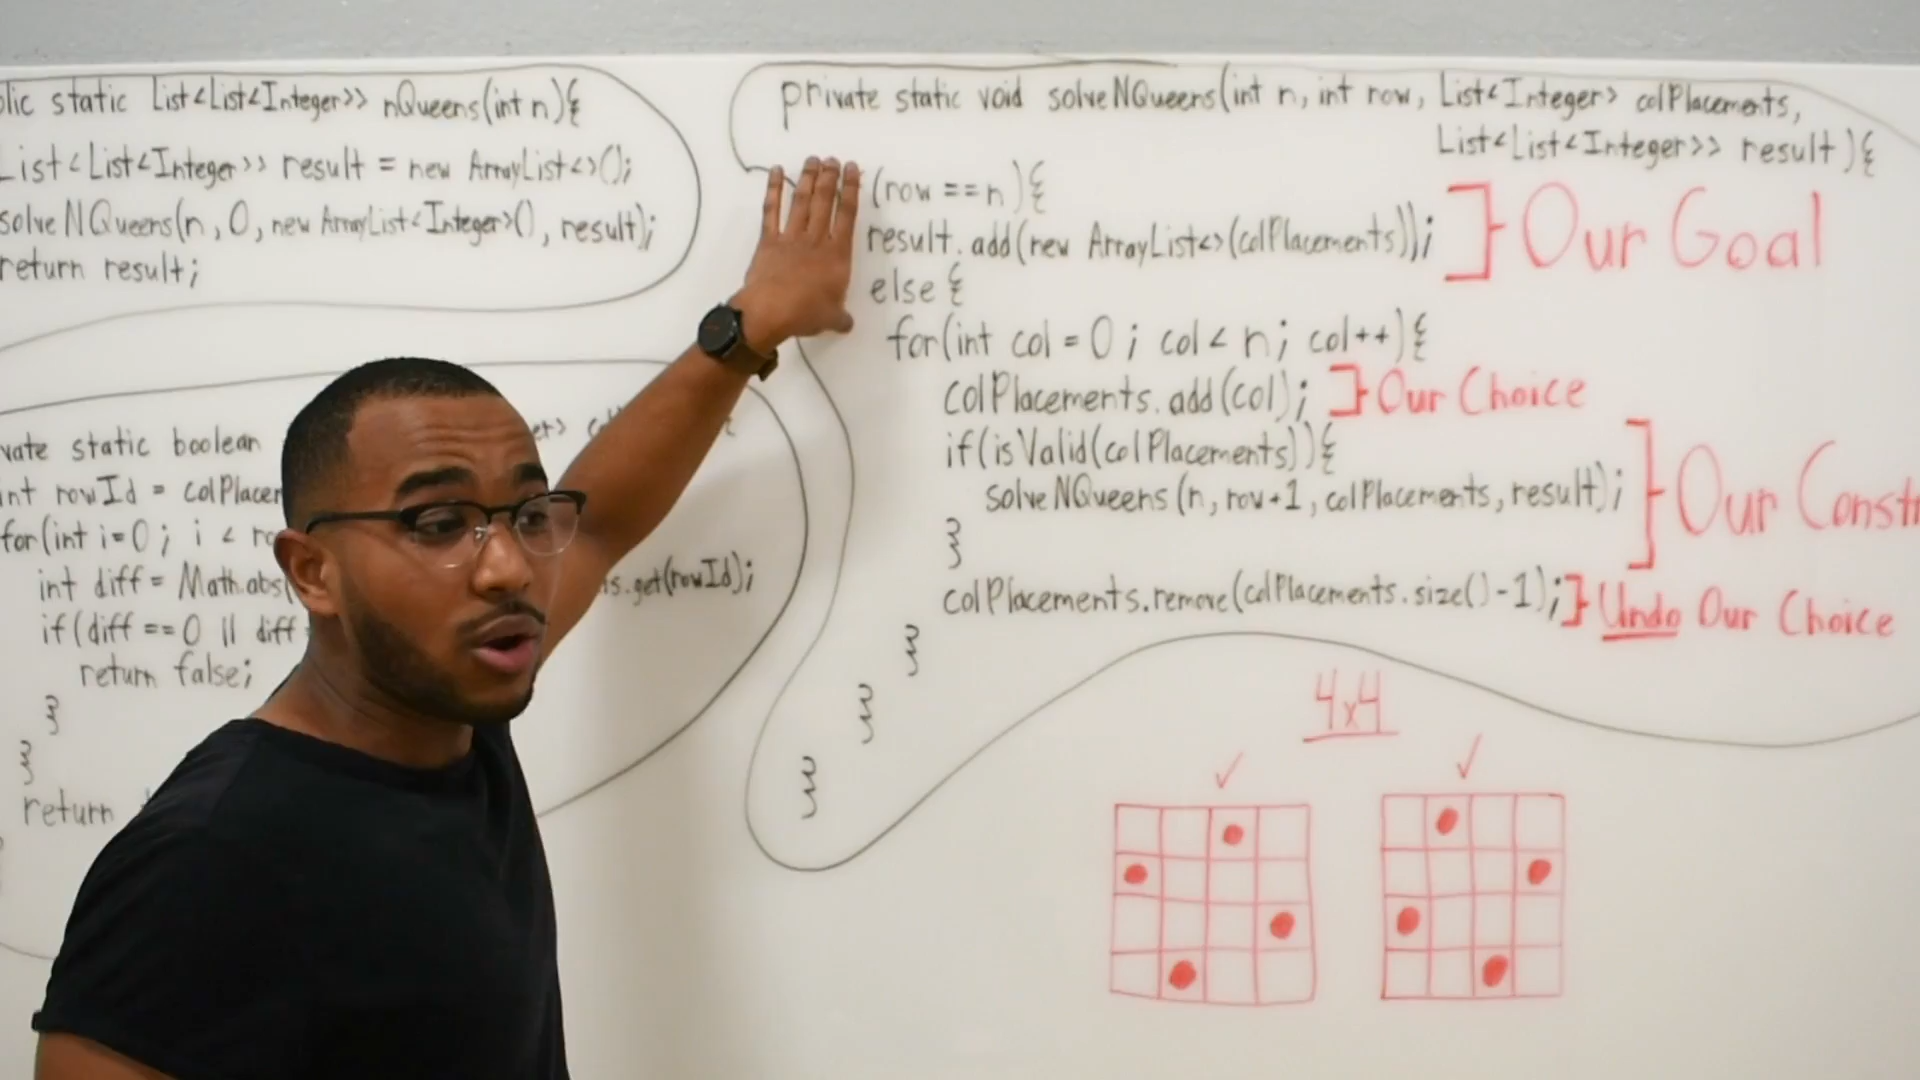 lic static List<List<Integer>> nQueens(int n){
List<List<Integer>> result = new ArrayList<>();
solveNQueens(n, 0, new ArrayList<Integer>(), result);
return result;
vate static boolean
int rowId = colPlacem
for(int i=0; i <
int diff = Math.abs( .get(rowId);
if(diff == 0 || diff
return false;
}
}
return
private static void solveNQueens(int n, int row, List<Integer> colPlacements,
List<List<Integer>> result){
(row == n){
result.add(new ArrayList<>(colPlacements)); } Our Goal
else{
for(int col = 0; col < n; col++){
colPlacements.add(col); } Our Choice
if(isValid(colPlacements)){
solveNQueens(n, row+1, colPlacements, result); } Our Constr
}
colPlacements.remove(colPlacements.size()-1); } Undo Our Choice
}
}
}
4x4
✓ ✓